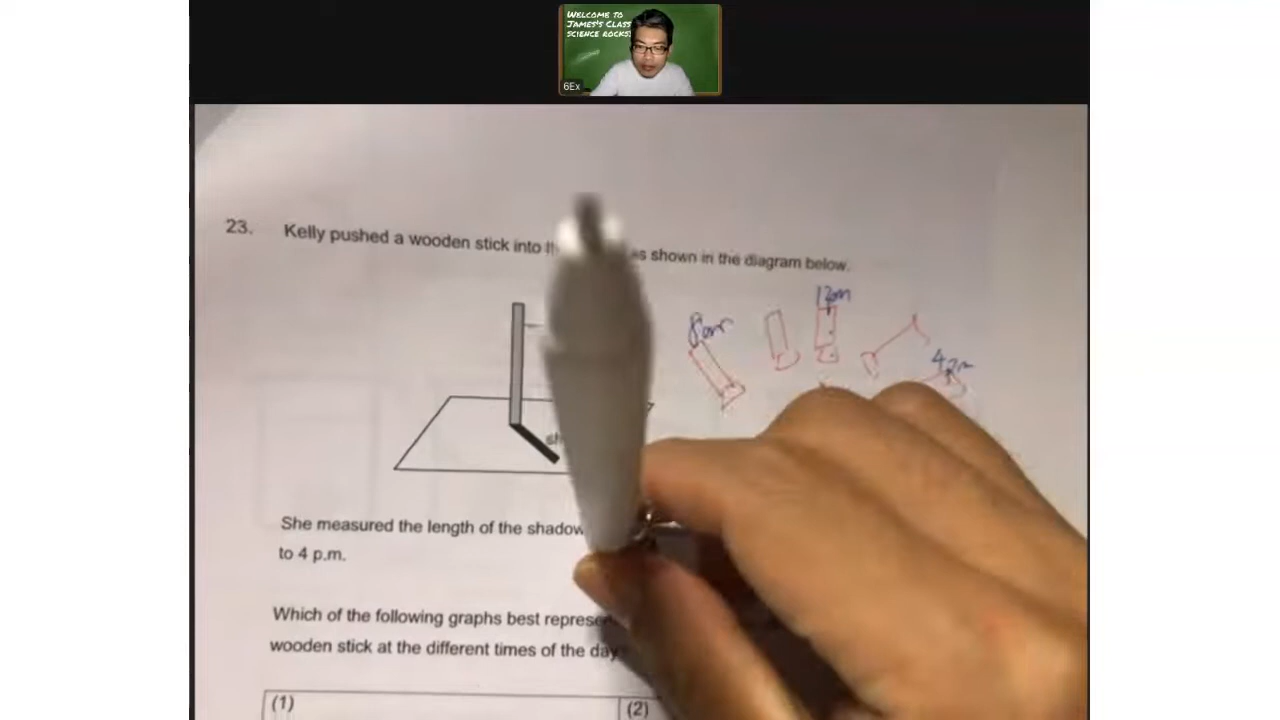 WELCOME TO
JAMES'S CLASS
SCIENCE ROCKS
6Ex
23. Kelly pushed a wooden stick into as shown in the diagram below.
8am
12pm
4pm
She measured the length of the shadow
to 4 p.m.
Which of the following graphs best
wooden stick at the different times of the day
(1) (2)